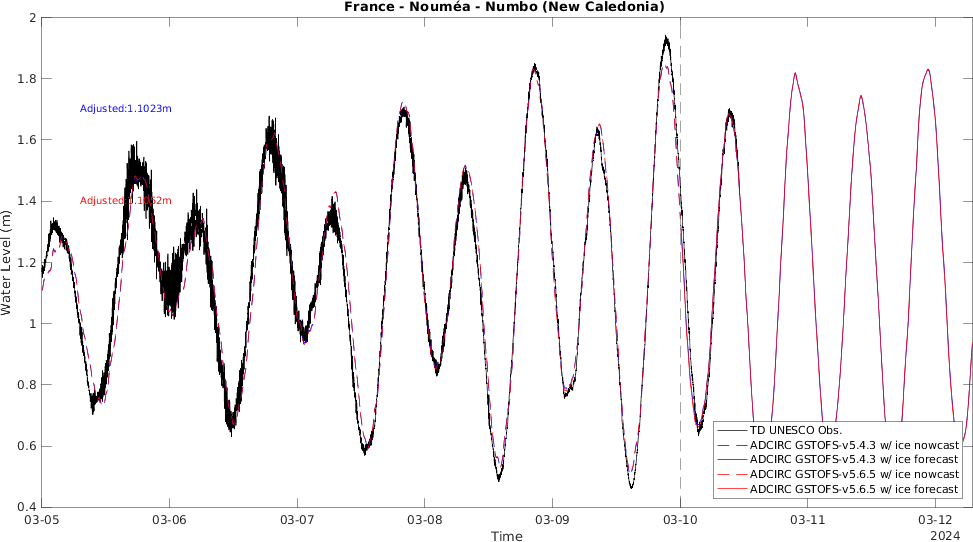 France - Nouméa - Numbo (New Caledonia)
2
1.8
1.6
1.4
1.2
1
0.8
0.6
0.4
Water Level (m)
Adjusted:1.1023m
03-05
03-06
03-07
03-08
03-09
03-10
03-11
03-12
Time
2024
TD UNESCO Obs.
ADCIRC GSTOFS-v5.4.3 w/ ice nowcast
ADCIRC GSTOFS-v5.4.3 w/ ice forecast
ADCIRC GSTOFS-v5.6.5 w/ ice nowcast
ADCIRC GSTOFS-v5.6.5 w/ ice forecast